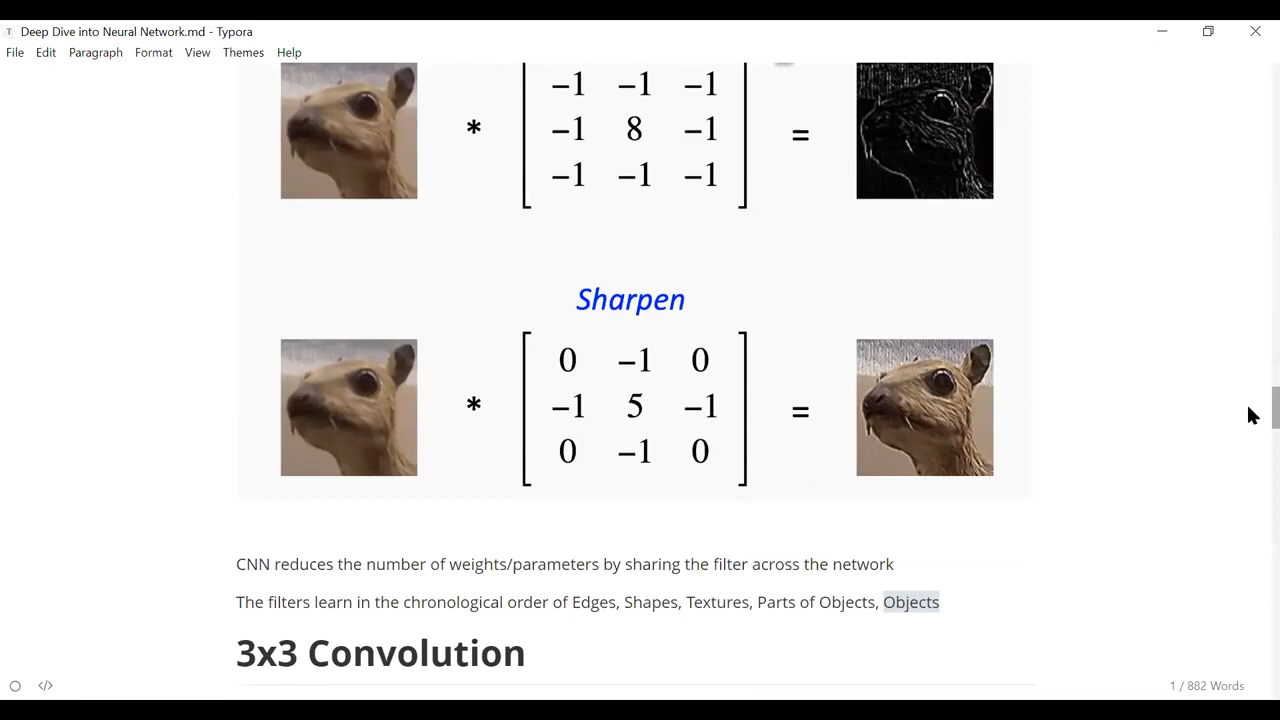 Deep Dive into Neural Network.md - Typora
File Edit Paragraph Format View Themes Help
−1 −1 −1
* −1 8 −1 =
−1 −1 −1
Sharpen
0 −1 0
* −1 5 −1 =
0 −1 0
CNN reduces the number of weights/parameters by sharing the filter across the network
The filters learn in the chronological order of Edges, Shapes, Textures, Parts of Objects, Objects
3x3 Convolution
1 / 882 Words